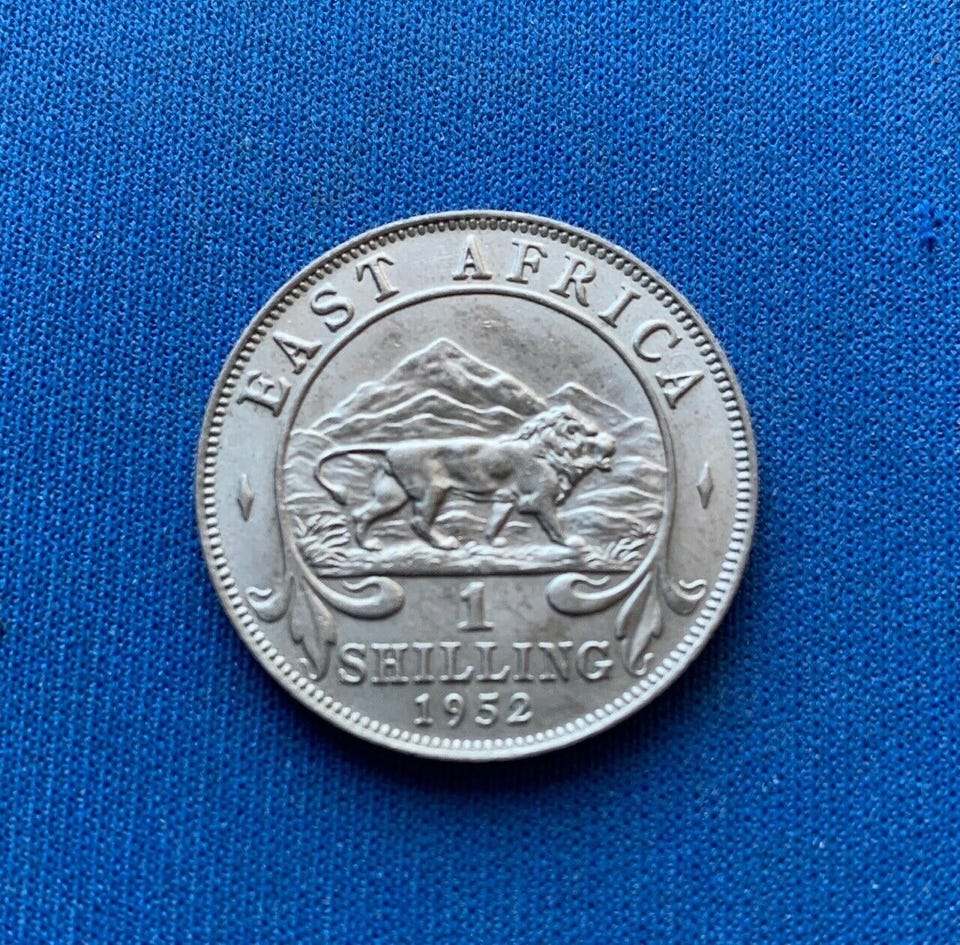 EAST AFRICA
1
SHILLING
1952